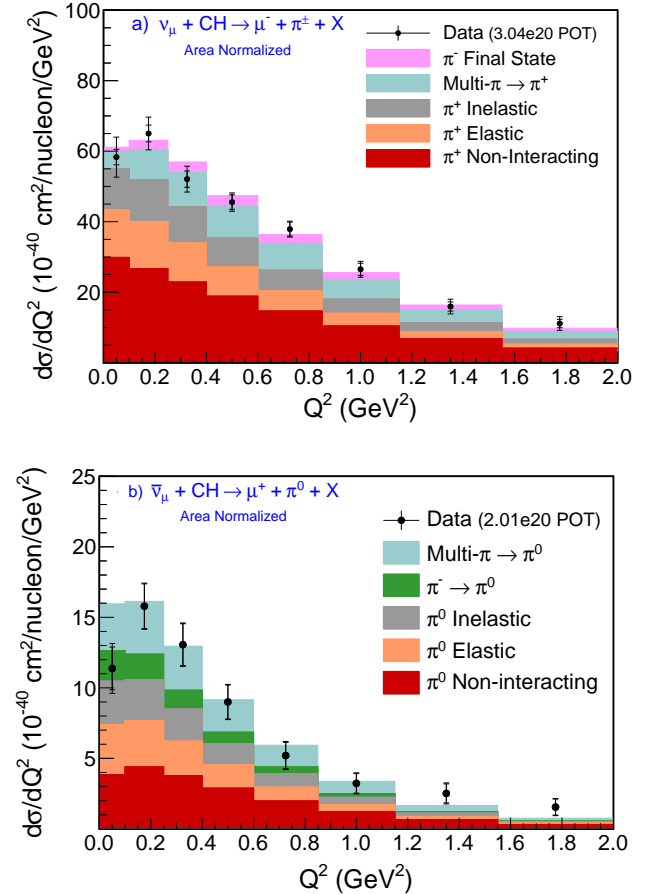 a) νμ + CH → μ⁻ + π± + X
Area Normalized
Data (3.04e20 POT)
π⁻ Final State
Multi-π → π⁺
π⁺ Inelastic
π⁺ Elastic
π⁺ Non-Interacting
dσ/dQ² (10⁻⁴⁰ cm²/nucleon/GeV²)
100
80
60
40
20
0.0 0.2 0.4 0.6 0.8 1.0 1.2 1.4 1.6 1.8 2.0
Q² (GeV²)
b) ν̄μ + CH → μ⁺ + π⁰ + X
Area Normalized
Data (2.01e20 POT)
Multi-π → π⁰
π⁻ → π⁰
π⁰ Inelastic
π⁰ Elastic
π⁰ Non-interacting
dσ/dQ² (10⁻⁴⁰ cm²/nucleon/GeV²)
25
20
15
10
5
0.0 0.2 0.4 0.6 0.8 1.0 1.2 1.4 1.6 1.8 2.0
Q² (GeV²)